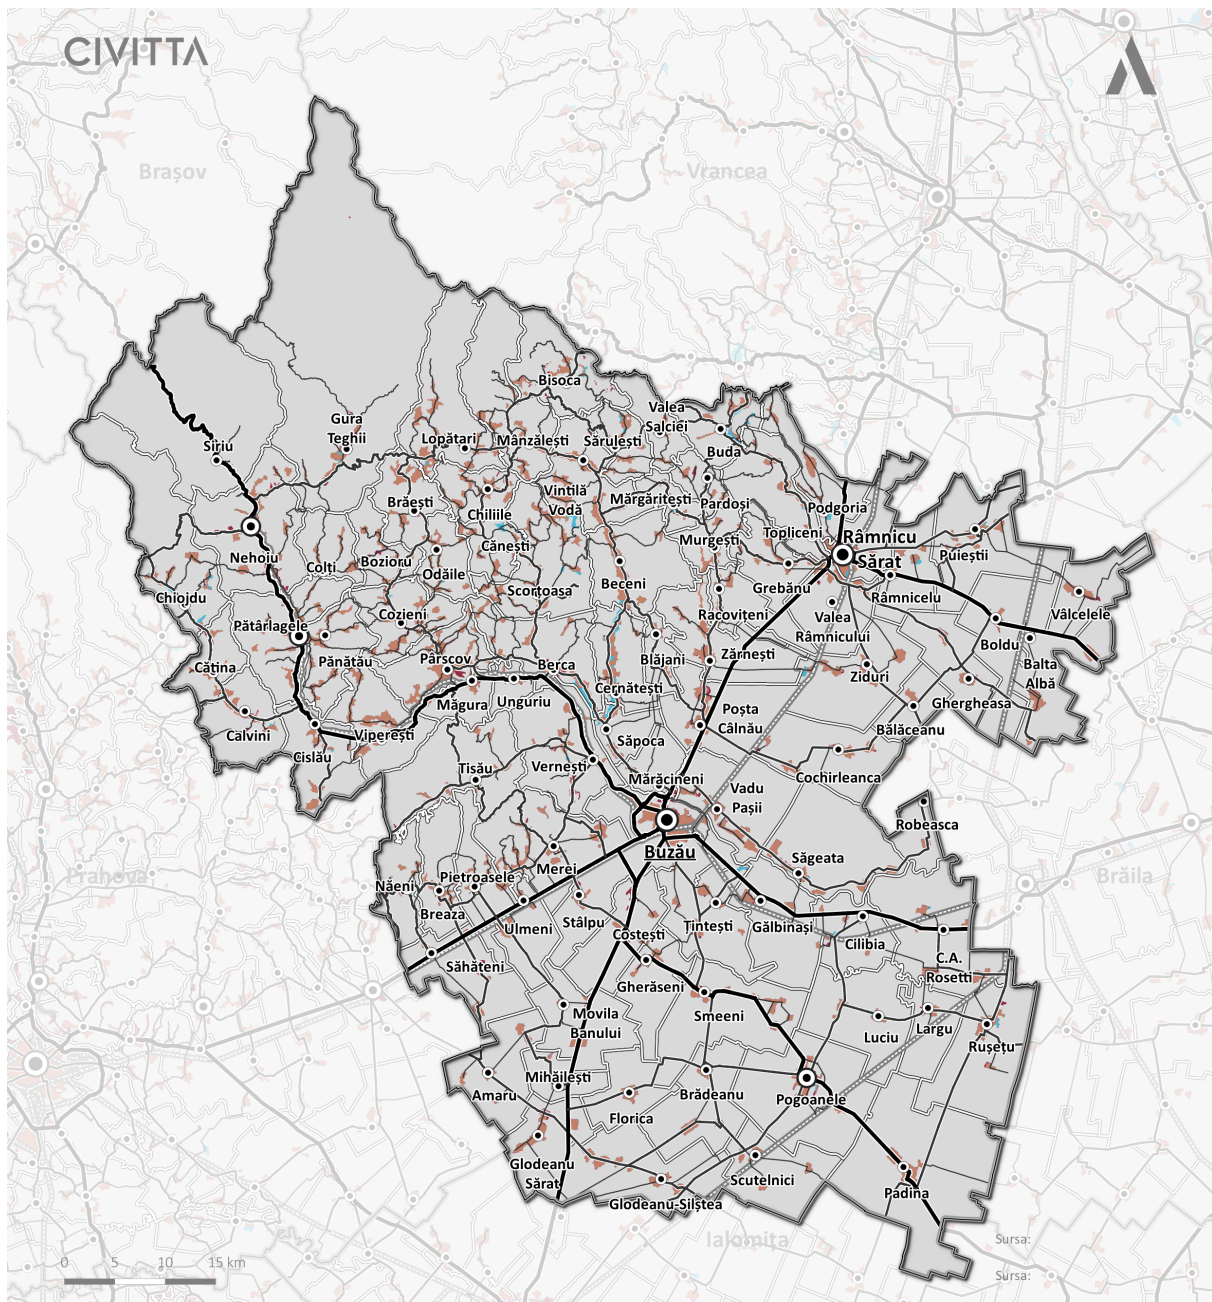 CIVITTA
Brașov
Vrancea
Bisoca
Valea
Salciei
Gura
Teghii
Lopătari
Mânzălești
Sărulești
Siriu
Buda
Brăești
Vintilă
Vodă
Mărgăritești
Pardoși
Podgoria
Chiliile
Topliceni
Râmnicu
Sărat
Murgești
Cănești
Puieștii
Nehoiu
Colți
Bozioru
Odăile
Scorțoașa
Beceni
Grebănu
Râmnicelu
Chiojdu
Cozieni
Racovițeni
Valea
Râmnicului
Vâlcelele
Pătârlagele
Boldu
Cătina
Pănătău
Pârscov
Berca
Blăjani
Zărnești
Balta
Albă
Ziduri
Măgura
Unguriu
Cernătești
Poșta
Câlnău
Ghergheasa
Calvini
Viperești
Săpoca
Bălăceanu
Cislău
Tisău
Vernești
Mărăcineni
Cochirleanca
Vadu
Pașii
Robeasca
Buzău
Săgeata
Prahova
Brăila
Merei
Năeni
Pietroasele
Breaza
Ulmeni
Stâlpu
Costești
Țintești
Gălbinași
Cilibia
Săhăteni
C.A.
Rosetti
Gherăseni
Smeeni
Movila
Banului
Largu
Luciu
Rușețu
Mihăilești
Amaru
Brădeanu
Pogoanele
Florica
Glodeanu
Sărat
Scutelnici
Padina
Glodeanu-Siliștea
Ialomița
Sursa:
0 5 10 15 km
Sursa: